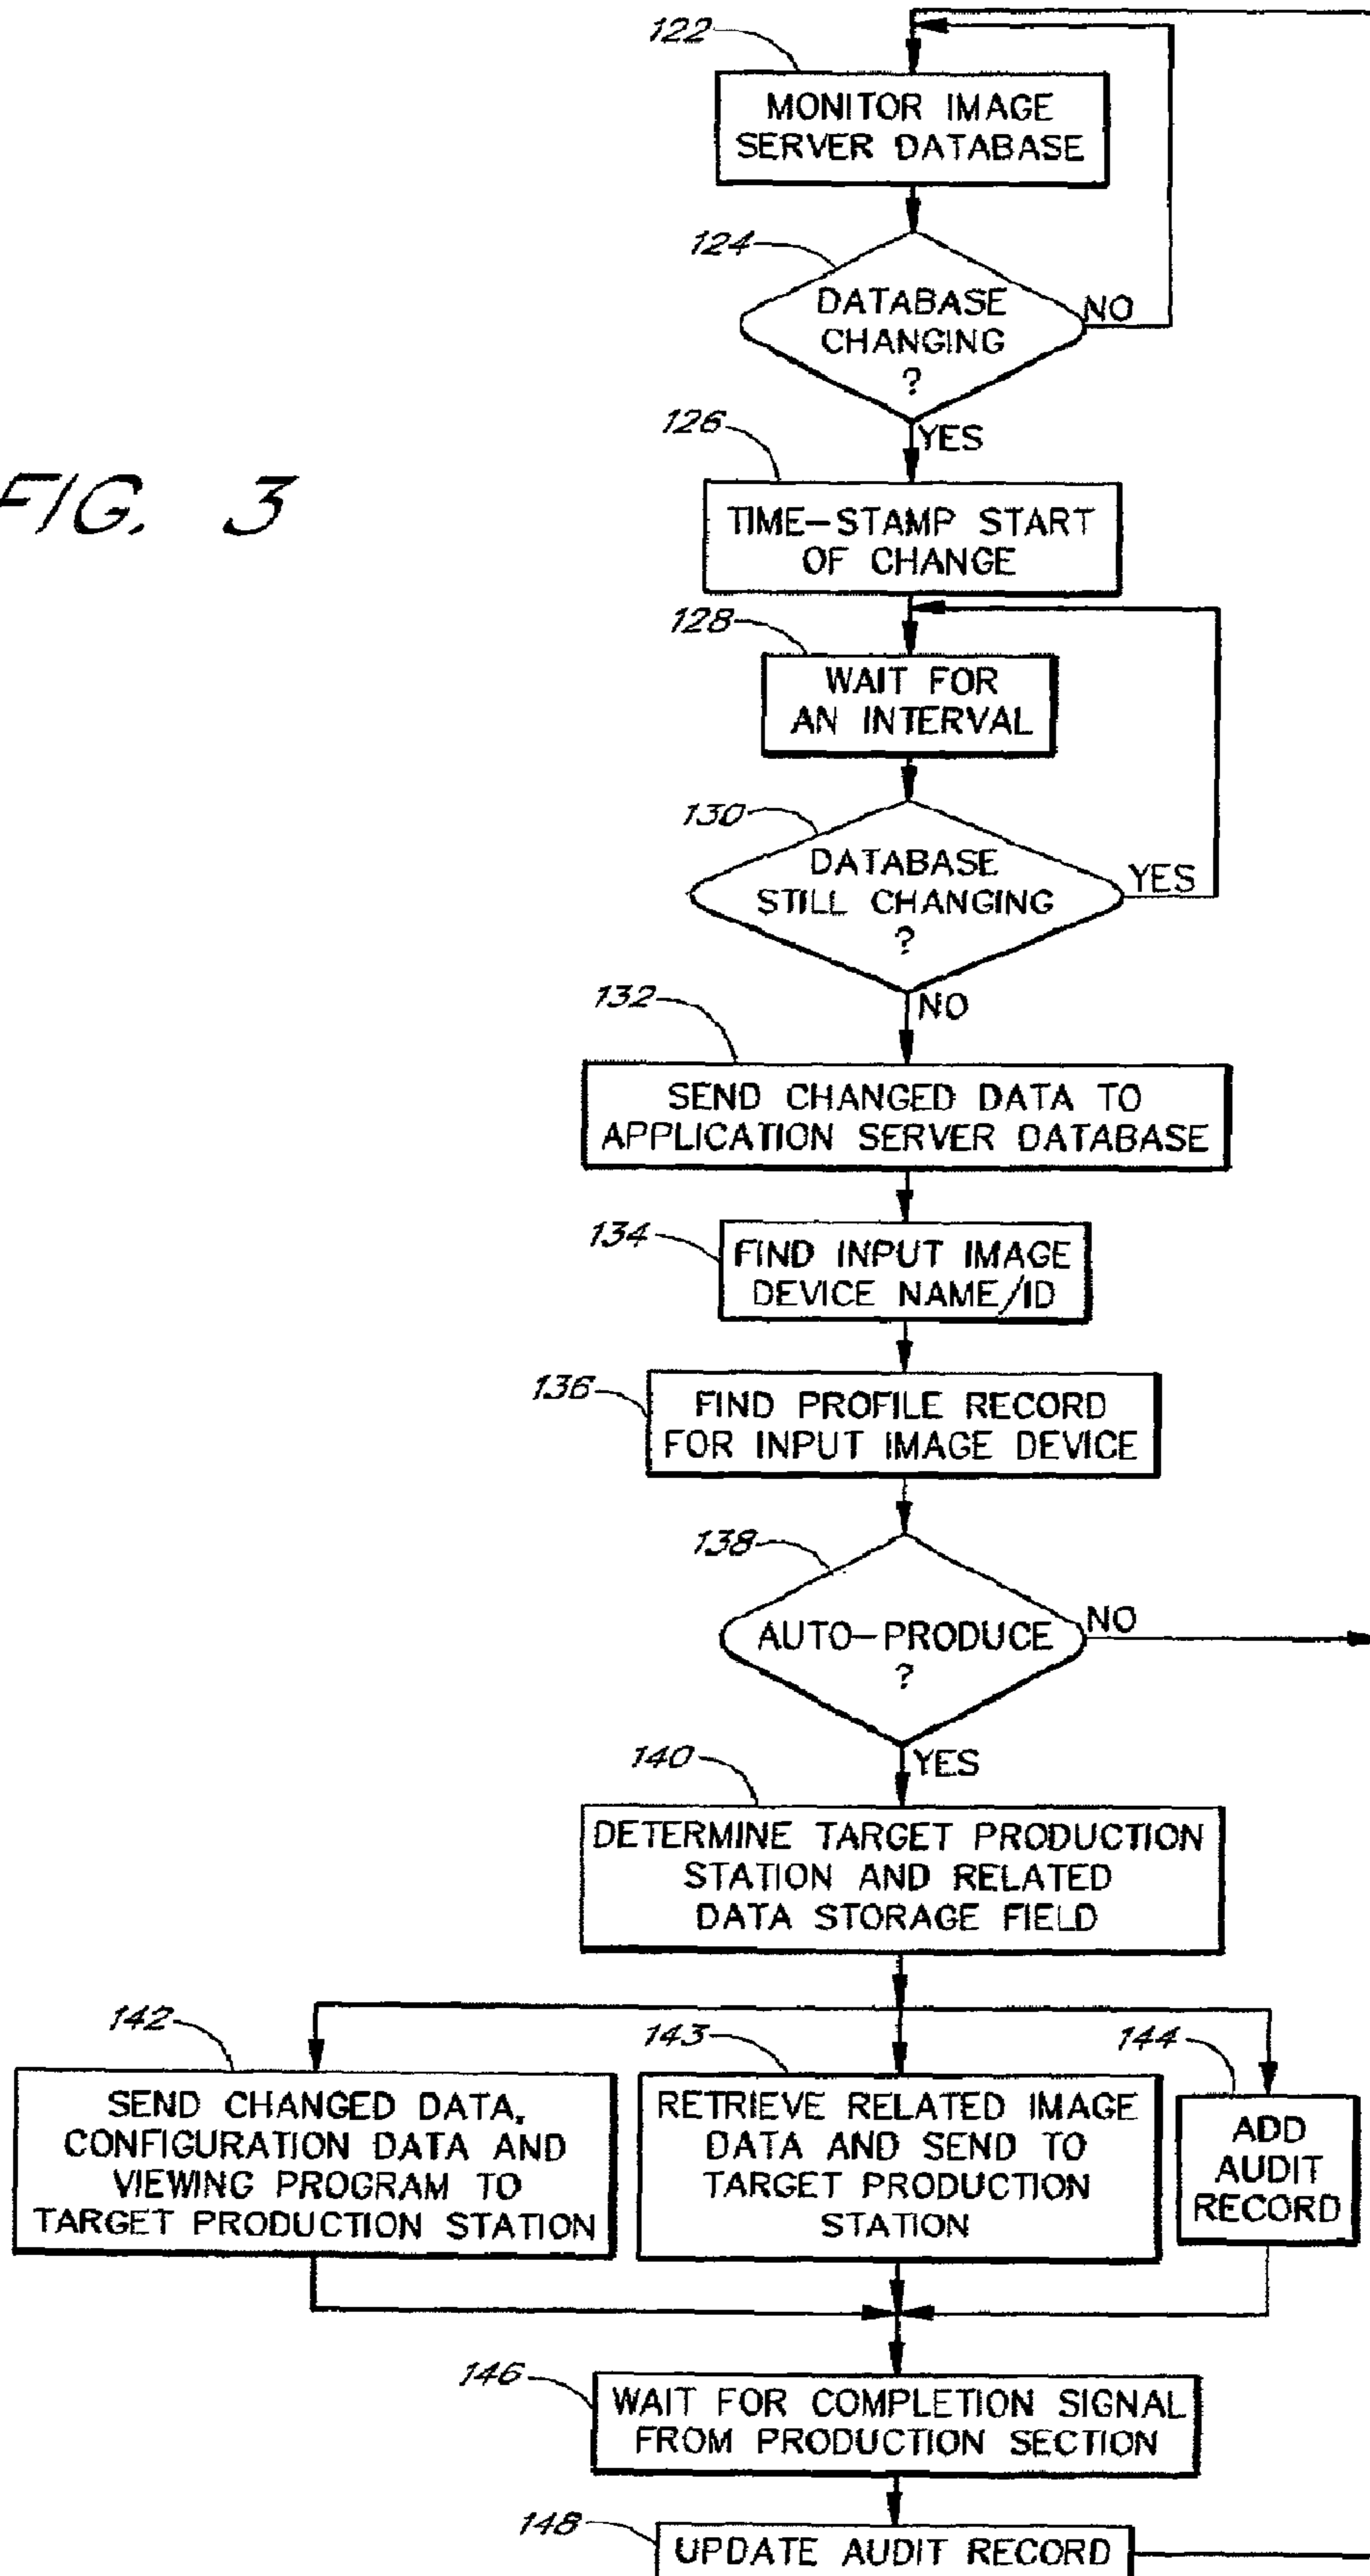 122
MONITOR IMAGE
SERVER DATABASE
124
DATABASE
CHANGING
?
NO
YES
FIG. 3
126
TIME-STAMP START
OF CHANGE
128
WAIT FOR
AN INTERVAL
130
DATABASE
STILL CHANGING
?
YES
NO
132
SEND CHANGED DATA TO
APPLICATION SERVER DATABASE
134
FIND INPUT IMAGE
DEVICE NAME/ID
136
FIND PROFILE RECORD
FOR INPUT IMAGE DEVICE
138
AUTO-PRODUCE
?
NO
YES
140
DETERMINE TARGET PRODUCTION
STATION AND RELATED
DATA STORAGE FIELD
142
SEND CHANGED DATA,
CONFIGURATION DATA AND
VIEWING PROGRAM TO
TARGET PRODUCTION STATION
143
RETRIEVE RELATED IMAGE
DATA AND SEND TO
TARGET PRODUCTION
STATION
144
ADD
AUDIT
RECORD
146
WAIT FOR COMPLETION SIGNAL
FROM PRODUCTION SECTION
148
UPDATE AUDIT RECORD